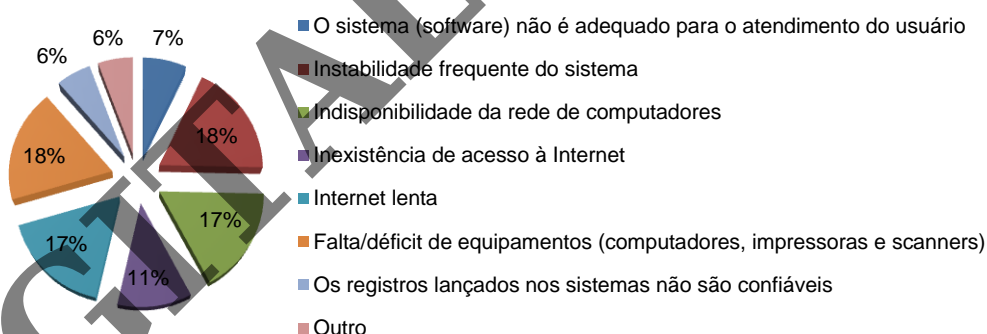 6%
6%
7%
18%
18%
17%
17%
11%
O sistema (software) não é adequado para o atendimento do usuário
Instabilidade frequente do sistema
Indisponibilidade da rede de computadores
Inexistência de acesso à Internet
Internet lenta
Falta/déficit de equipamentos (computadores, impressoras e scanners)
Os registros lançados nos sistemas não são confiáveis
Outro